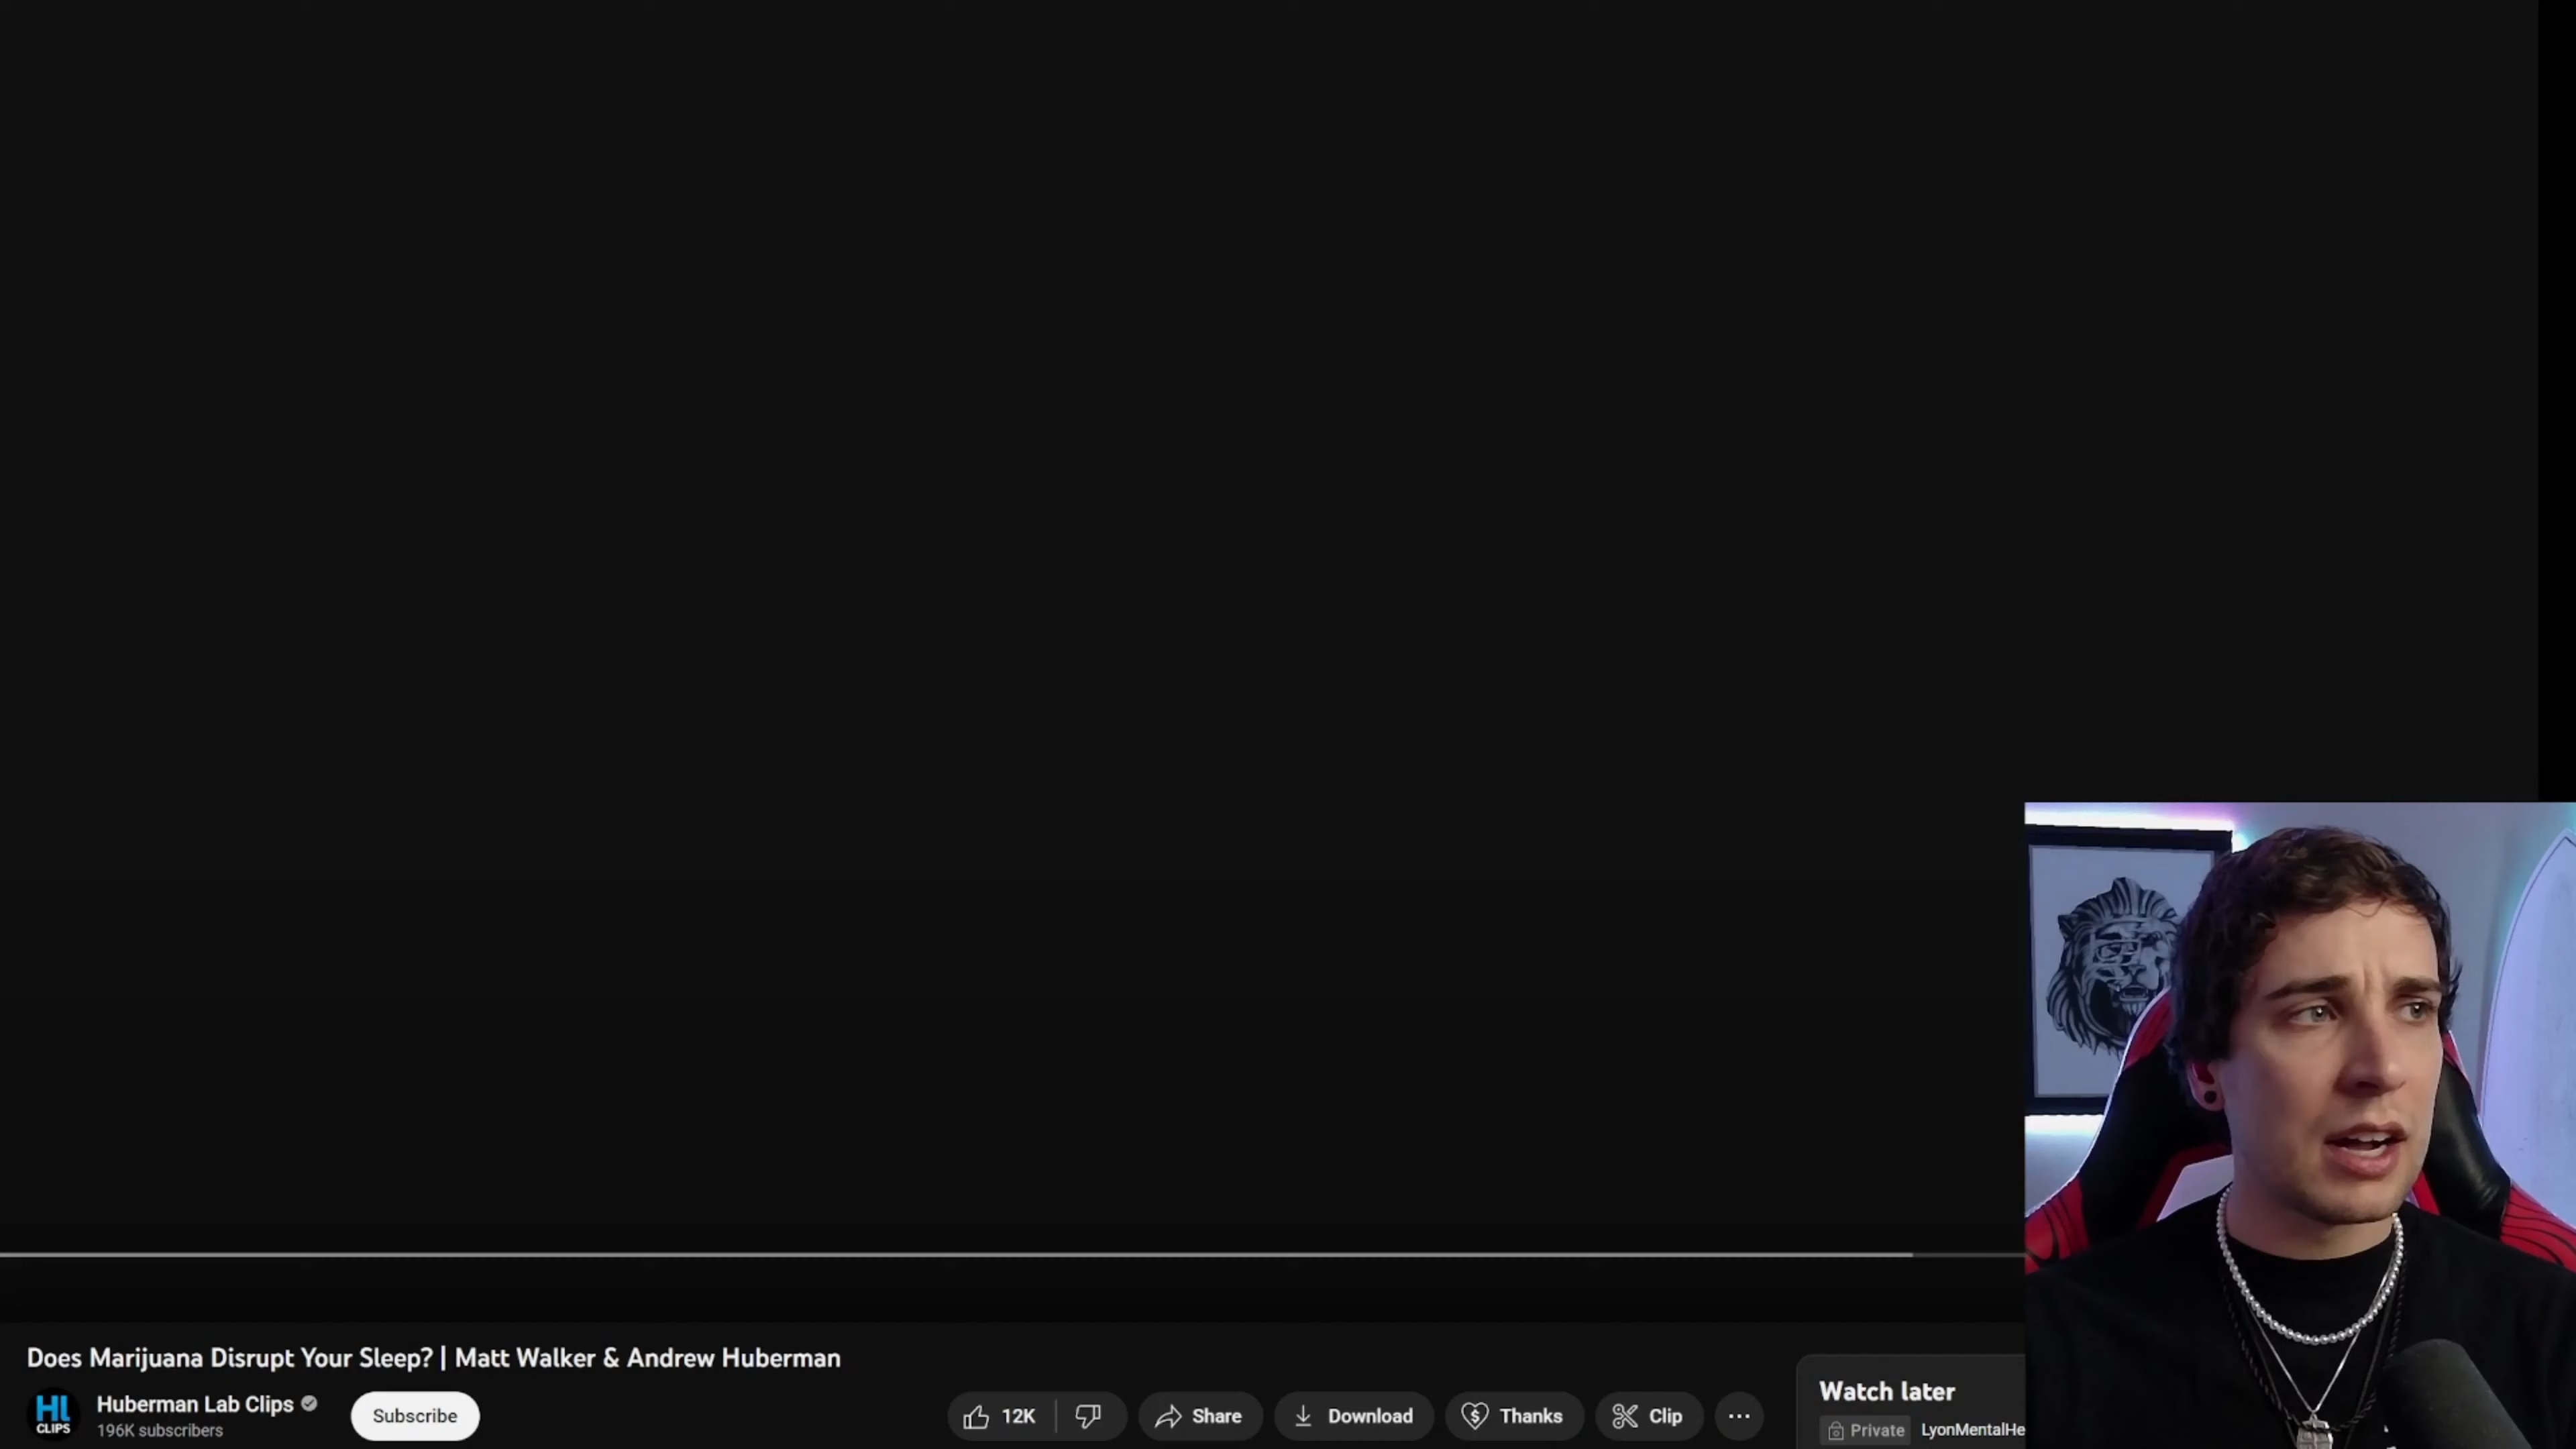 Does Marijuana Disrupt Your Sleep? | Matt Walker & Andrew Huberman
HL
CLIPS
Huberman Lab Clips
196K subscribers
Subscribe
12K
Share
Download
Thanks
Clip
Watch later
Private
LyonMentalHe